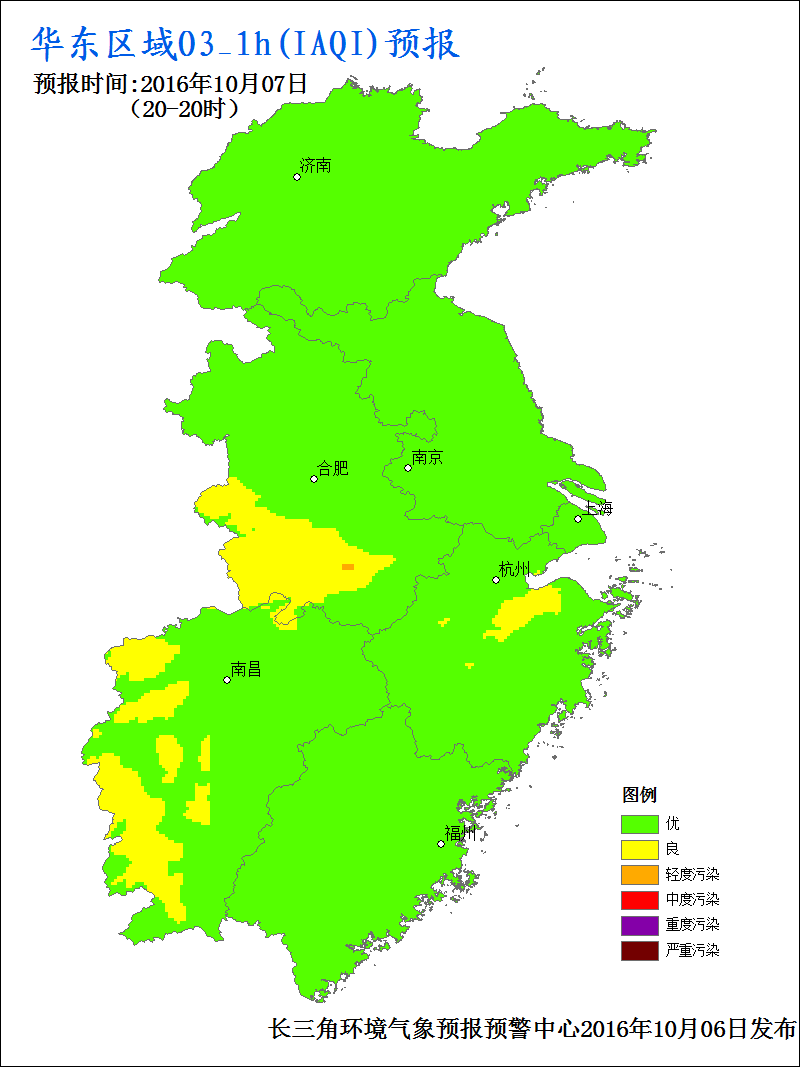 华东区域O3_1h(IAQI)预报
预报时间:2016年10月07日
（20-20时）
济南
南京
合肥
上海
杭州
南昌
福州
图例
优
良
轻度污染
中度污染
重度污染
严重污染
长三角环境气象预报预警中心2016年10月06日发布